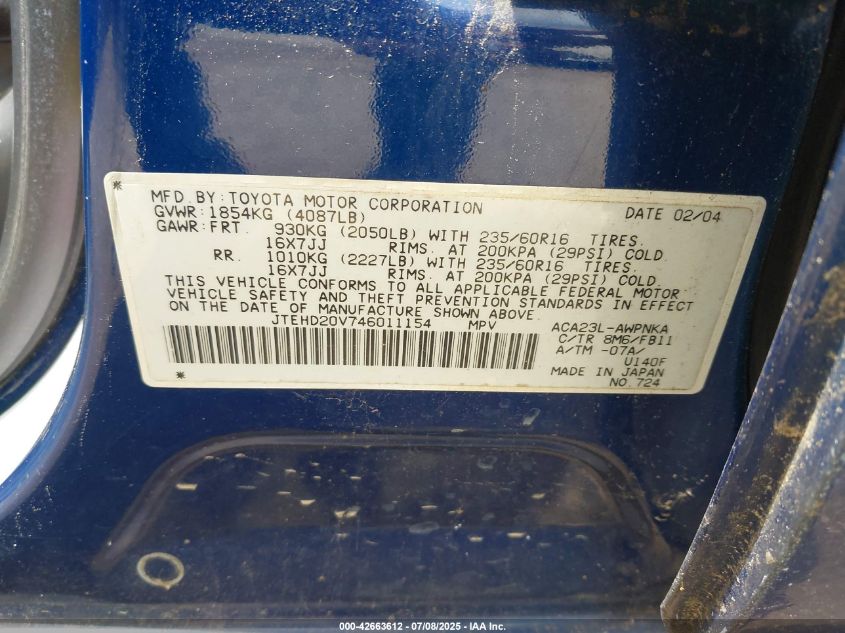 MFD.BY:TOYOTA MOTOR CORPORATION DATE 02/04
GVWR:1854KG (4087LB)
GAWR:FRT. 930KG (2050LB) WITH 235/60R16 TIRES.
16X7JJ RIMS. AT 200KPA (29PSI) COLD
RR. 1010KG (2227LB) WITH 235/60R16 TIRES.
16X7JJ RIMS. AT 200KPA (29PSI) COLD
THIS VEHICLE CONFORMS TO ALL APPLICABLE FEDERAL MOTOR
VEHICLE SAFETY AND THEFT PREVENTION STANDARDS IN EFFECT
ON THE DATE OF MANUFACTURE SHOWN ABOVE.
JTEHD20V746011154 MPV ACA23L-AWPNKA
C/TR 8M6/FB11
A/TM -07A/
U140F
MADE IN JAPAN
NO.724
000-42663612 - 07/08/2025 - IAA Inc.